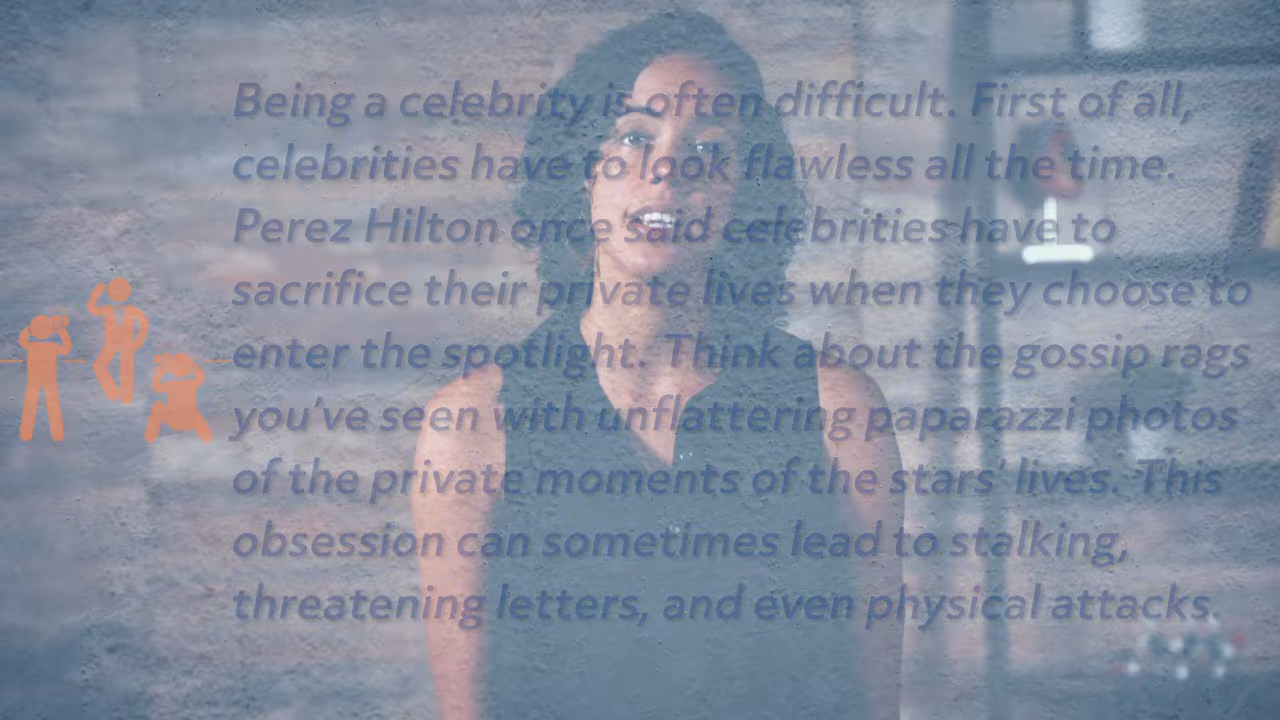 Being a celebrity is often difficult. First of all,
celebrities have to look flawless all the time.
Perez Hilton once said celebrities have to
sacrifice their private lives when they choose to
enter the spotlight. Think about the gossip rags
you've seen with unflattering paparazzi photos
of the private moments of the stars' lives. This
obsession can sometimes lead to stalking,
threatening letters, and even physical attacks.